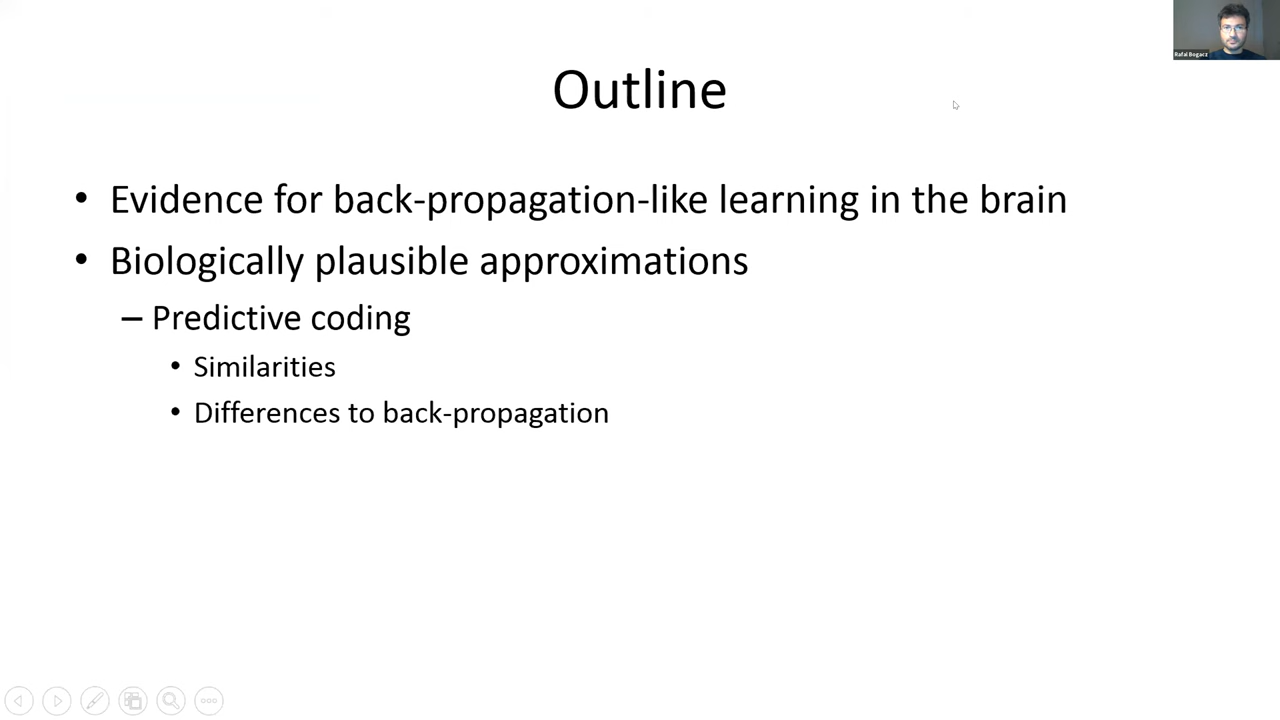 Rafal Bogacz
Outline
• Evidence for back-propagation-like learning in the brain
• Biologically plausible approximations
– Predictive coding
• Similarities
• Differences to back-propagation